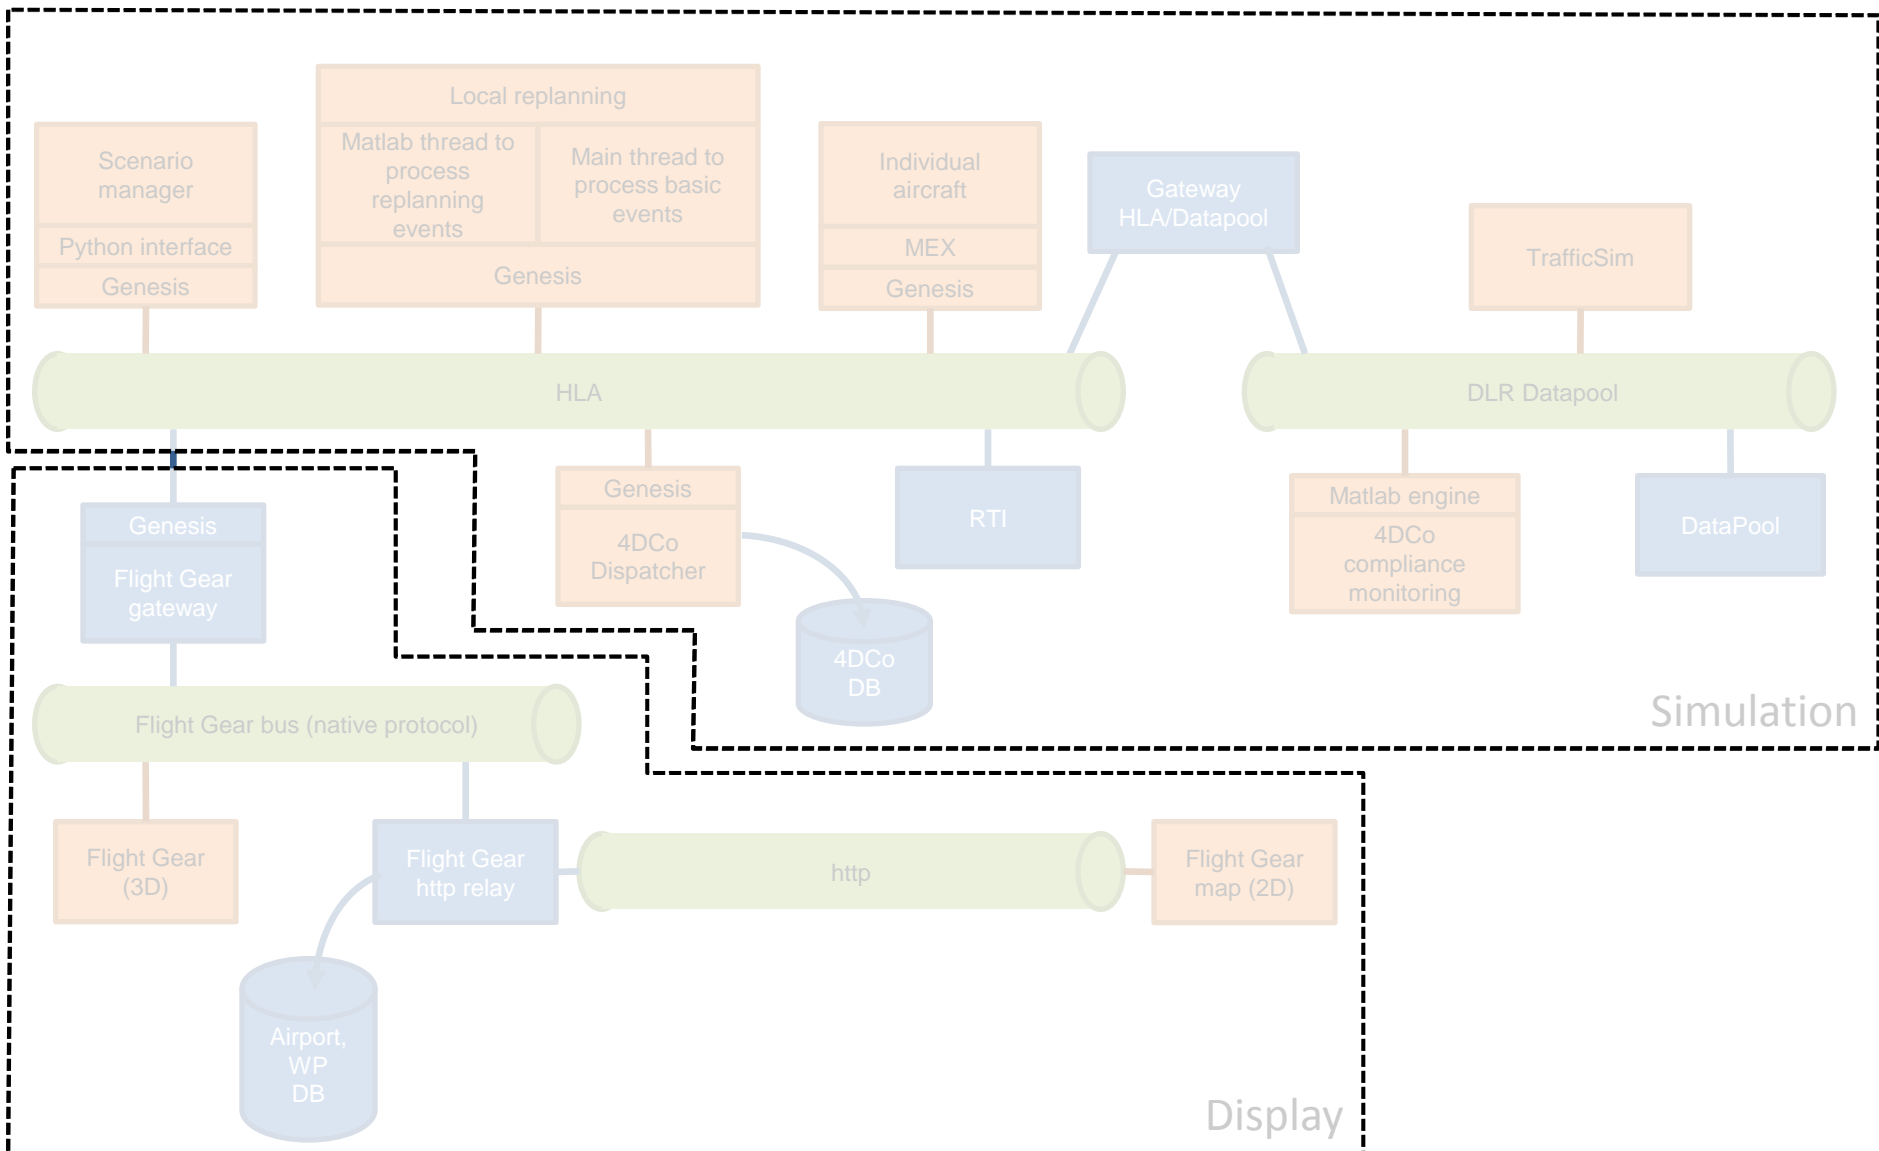 Local replanning
Scenario
manager
Python interface
Genesis
Matlab thread to
process
replanning
events
Main thread to
process basic
events
Genesis
Individual
aircraft
MEX
Genesis
Gateway
HLA/Datapool
TrafficSim
HLA
DLR Datapool
Genesis
Flight Gear
gateway
Genesis
4DCo
Dispatcher
RTI
Matlab engine
4DCo
compliance
monitoring
DataPool
4DCo
DB
Simulation
Flight Gear bus (native protocol)
Flight Gear
(3D)
Flight Gear
http relay
http
Flight Gear
map (2D)
Airport,
WP
DB
Display